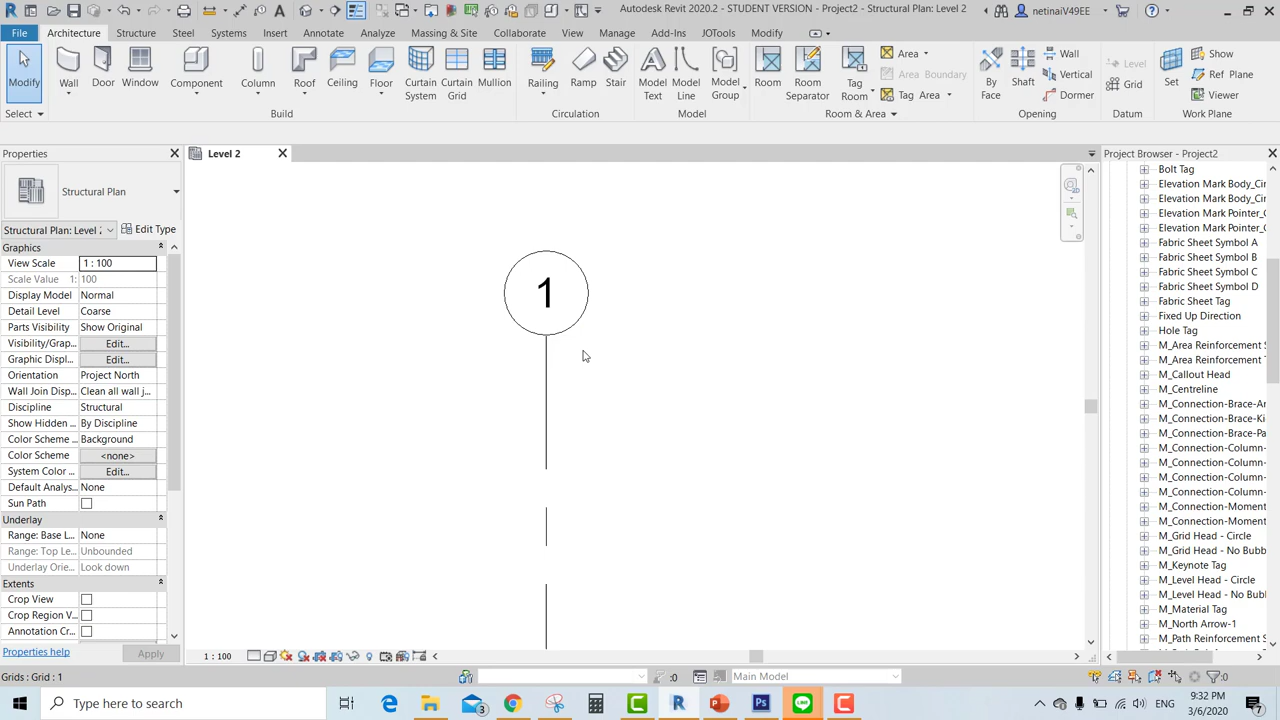 Autodesk Revit 2020.2 - STUDENT VERSION - Project2 - Structural Plan: Level 2
netinaiV49EE
File Architecture Structure Steel Systems Insert Annotate Analyze Massing & Site Collaborate View Manage Add-Ins JOTools Modify
Modify Wall Door Window Component Column Roof Ceiling Curtain System Floor Curtain Grid Mullion Railing Ramp Stair Model Text Model Line Model Group Room Room Separator Tag Room
Area
Area Boundary
Tag Area
By Face Shaft
Wall
Vertical
Dormer
Level
Grid
Set
Show
Ref Plane
Viewer
Select Build Circulation Model Room & Area Opening Datum Work Plane
Properties
Structural Plan
Structural Plan: Level 2 Edit Type
Graphics
View Scale 1 : 100
Scale Value 1: 100
Display Model Normal
Detail Level Coarse
Parts Visibility Show Original
Visibility/Grap... Edit...
Graphic Displ... Edit...
Orientation Project North
Wall Join Disp... Clean all wall j...
Discipline Structural
Show Hidden ... By Discipline
Color Scheme ... Background
Color Scheme <none>
System Color ... Edit...
Default Analys... None
Sun Path
Underlay
Range: Base L... None
Range: Top Le... Unbounded
Underlay Orie... Look down
Extents
Crop View
Crop Region V...
Annotation Cr...
Properties help Apply
Level 2
1
1 : 100
Project Browser - Project2
Bolt Tag
Elevation Mark Body_Cir
Elevation Mark Body_Cir
Elevation Mark Pointer_C
Elevation Mark Pointer_C
Fabric Sheet Symbol A
Fabric Sheet Symbol B
Fabric Sheet Symbol C
Fabric Sheet Symbol D
Fabric Sheet Tag
Fixed Up Direction
Hole Tag
M_Area Reinforcement S
M_Area Reinforcement T
M_Callout Head
M_Centreline
M_Connection-Brace-An
M_Connection-Brace-Ki
M_Connection-Brace-Pa
M_Connection-Column-
M_Connection-Column-
M_Connection-Column-
M_Connection-Moment
M_Connection-Moment
M_Grid Head - Circle
M_Grid Head - No Bubb
M_Keynote Tag
M_Level Head - Circle
M_Level Head - No Bubb
M_Material Tag
M_North Arrow-1
M_Path Reinforcement S
Grids : Grid : 1
:0
Main Model
:0
Type here to search
3
ENG
9:32 PM
3/6/2020
7